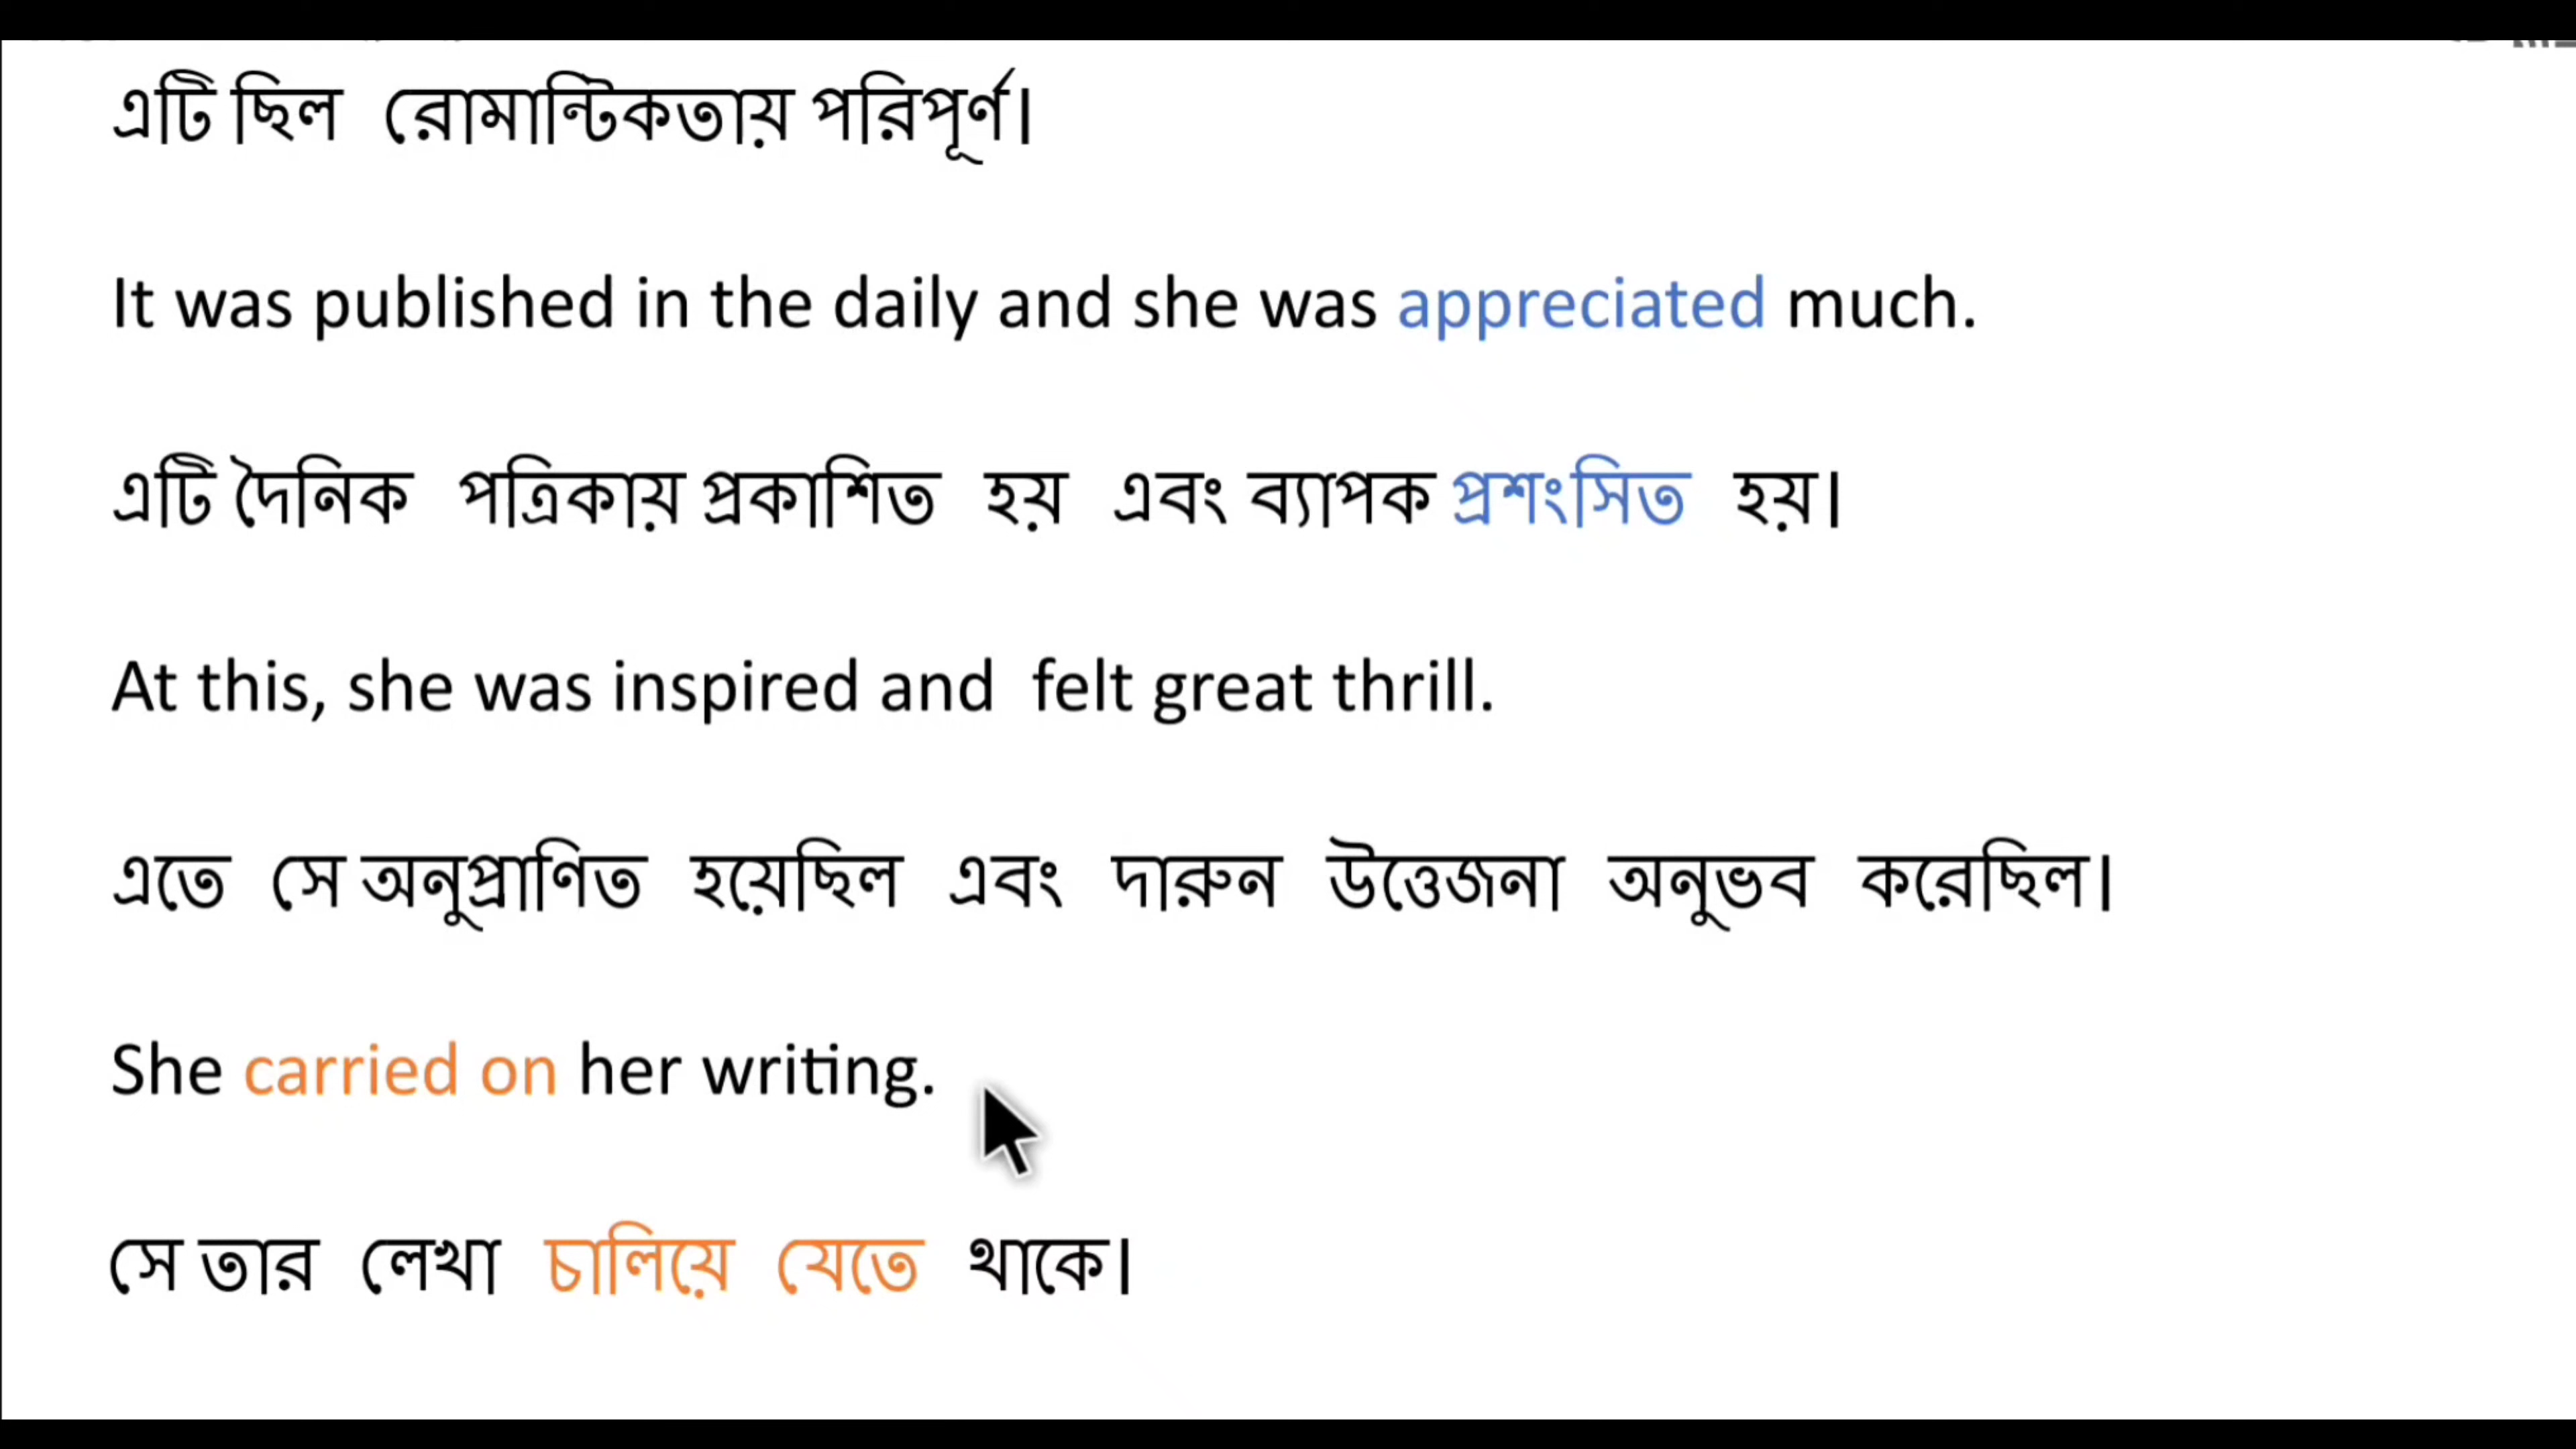 এটি ছিল রোমান্টিকতায় পরিপূর্ণ।
It was published in the daily and she was appreciated much.
এটি দৈনিক পত্রিকায় প্রকাশিত হয় এবং ব্যাপক প্রশংসিত হয়।
At this, she was inspired and felt great thrill.
এতে সে অনুপ্রাণিত হয়েছিল এবং দারুন উত্তেজনা অনুভব করেছিল।
She carried on her writing.
সে তার লেখা চালিয়ে যেতে থাকে।